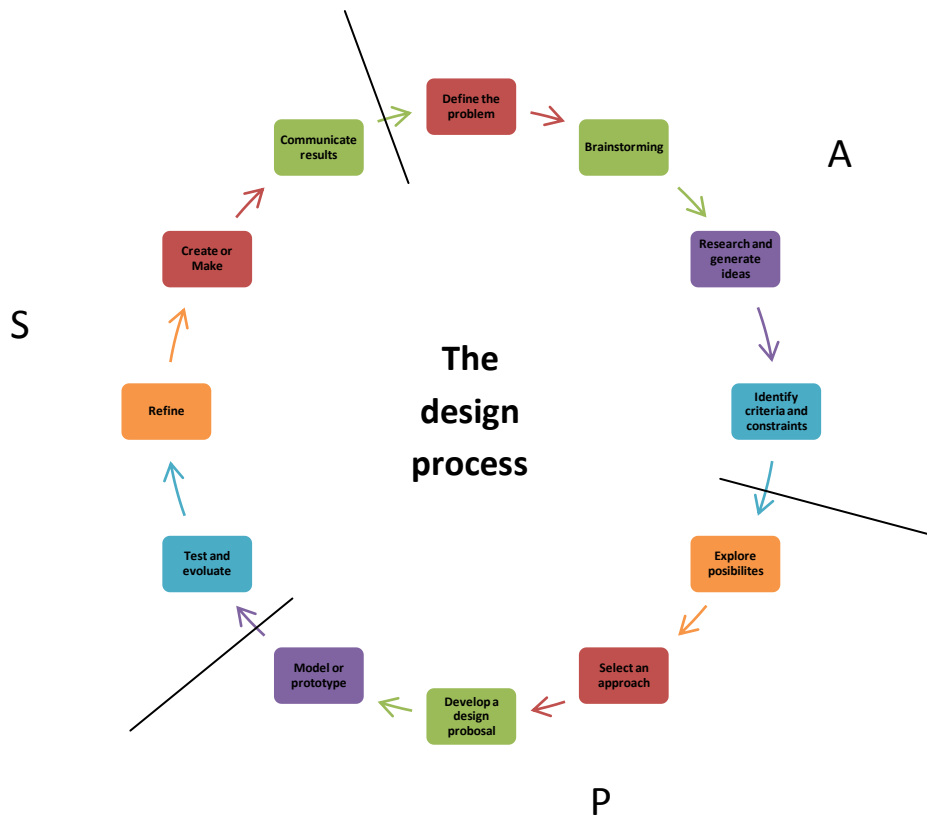 Define the
problem
Brainstorming
A
Research and
generate
ideas
Identify
criteria and
constraints
Explore
posibilites
Select an
approach
P
Develop a
design
probosal
Model or
prototype
Test and
evaluate
Refine
S
Create or
Make
Communicate
results
The
design
process